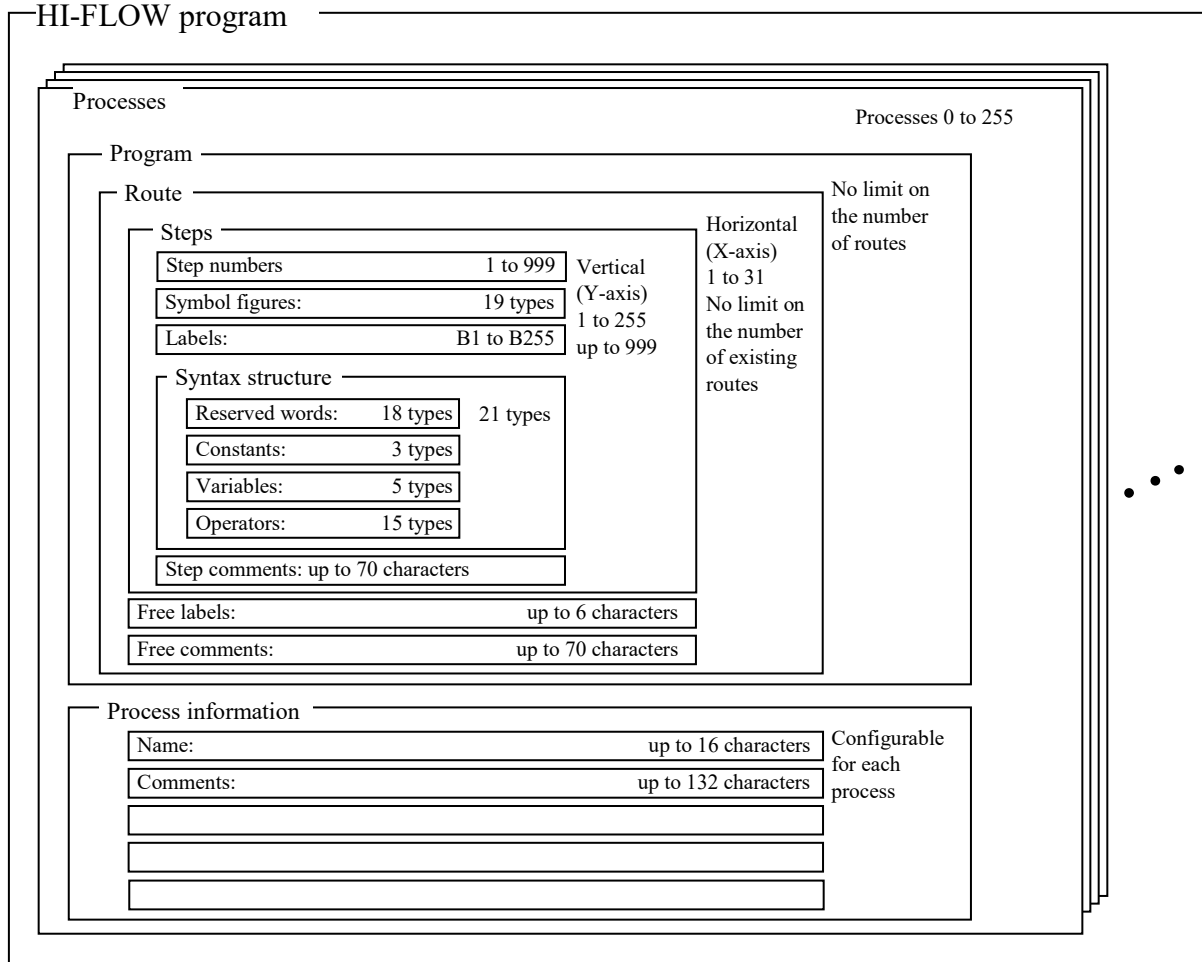 HI-FLOW program
Processes
Processes 0 to 255
Program
Route
No limit on
the number
of routes
Steps
Horizontal
(X-axis)
1 to 31
No limit on
the number
of existing
routes
Step numbers 1 to 999
Symbol figures: 19 types
Labels: B1 to B255
Vertical
(Y-axis)
1 to 255
up to 999
Syntax structure
Reserved words: 18 types
21 types
Constants: 3 types
Variables: 5 types
Operators: 15 types
Step comments: up to 70 characters
Free labels: up to 6 characters
Free comments: up to 70 characters
Process information
Name: up to 16 characters
Comments: up to 132 characters
Configurable
for each
process